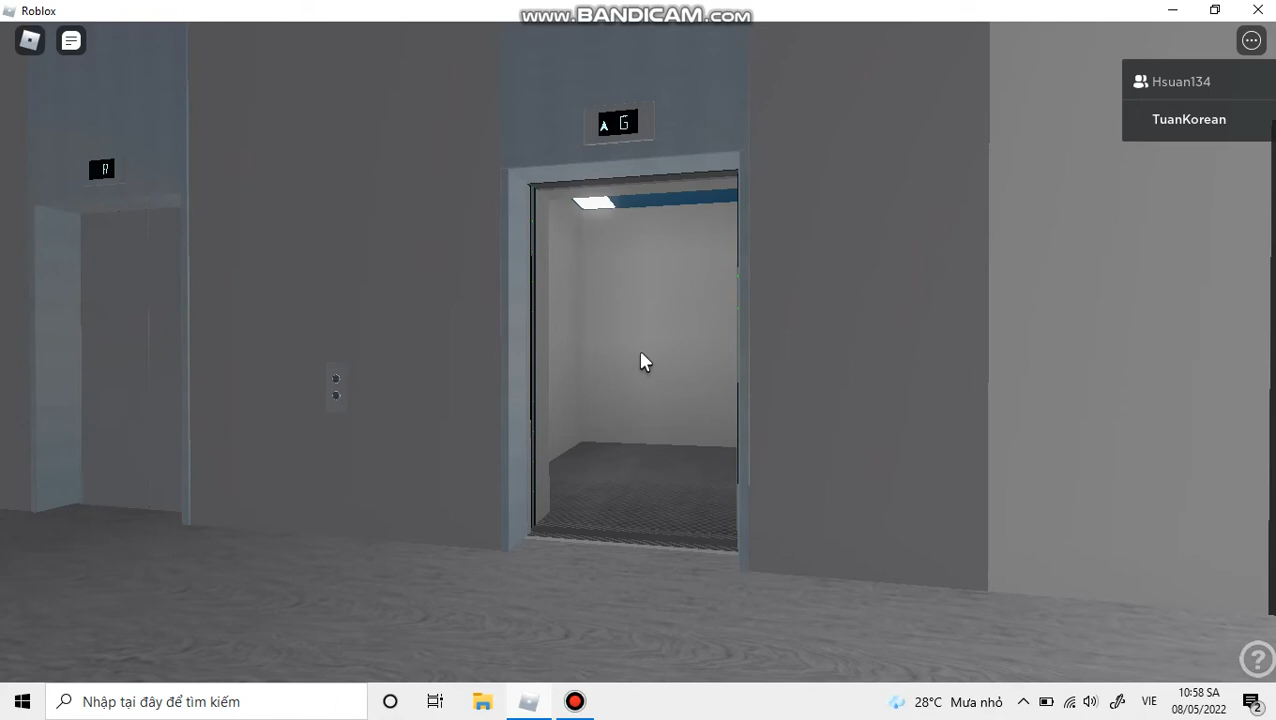 Roblox
www.BANDICAM.com
Hsuan134
TuanKorean
G
R
Nhập tại đây để tìm kiếm
28°C Mưa nhỏ
VIE
10:58 SA
08/05/2022
2